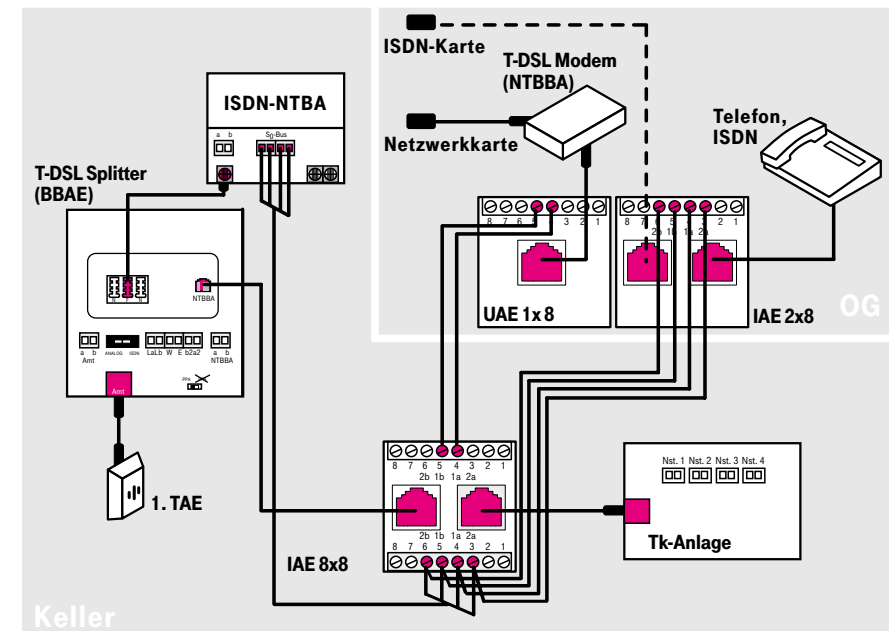 ISDN-Karte
T-DSL Modem
(NTBBA)
Netzwerkkarte
Telefon,
ISDN
ISDN-NTBA
a b
S0-Bus
T-DSL Splitter
(BBAE)
NTBBA
a b
Amt
ANALOG ISDN
LaLb W E b2a2
a b
NTBBA
PPA
Amt
1. TAE
8 7 6 5 4 3 2 1
UAE 1x8
8 7 6 5 4 3 2 1
2b 1b 1a 2a
IAE 2x8
OG
8 7 6 5 4 3 2 1
2b 1b 1a 2a
2b 1b 1a 2a
8 7 6 5 4 3 2 1
IAE 8x8
Nst. 1 Nst. 2 Nst. 3 Nst. 4
Tk-Anlage
Keller